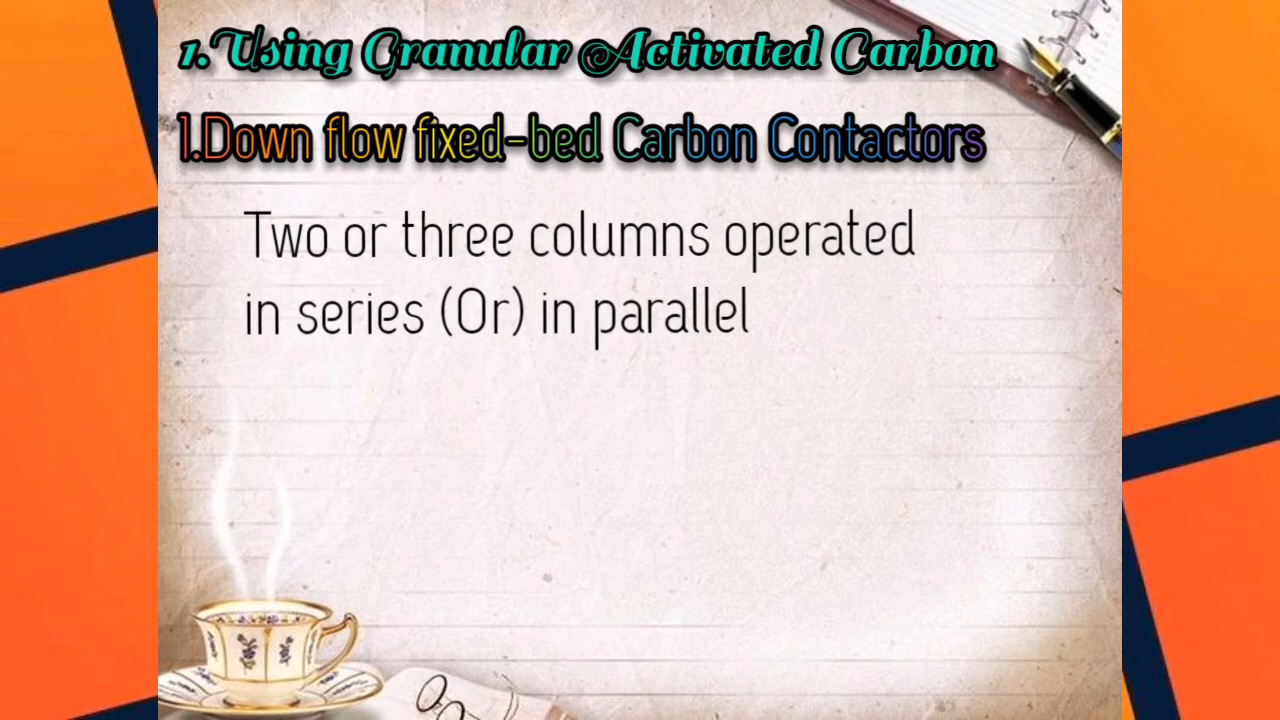 1. Using Granular Activated Carbon
1.Down flow fixed-bed Carbon Contactors
Two or three columns operated
in series (Or) in parallel